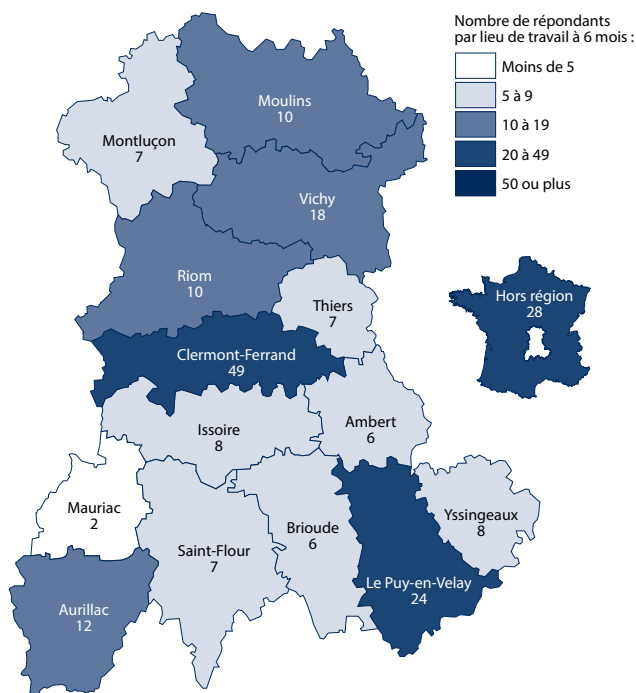 Nombre de répondants
par lieu de travail à 6 mois :
Moins de 5
5 à 9
10 à 19
20 à 49
50 ou plus
Moulins
10
Montluçon
7
Vichy
18
Riom
10
Thiers
7
Hors région
28
Clermont-Ferrand
49
Issoire
8
Ambert
6
Mauriac
2
Saint-Flour
7
Brioude
6
Yssingeaux
8
Le Puy-en-Velay
24
Aurillac
12